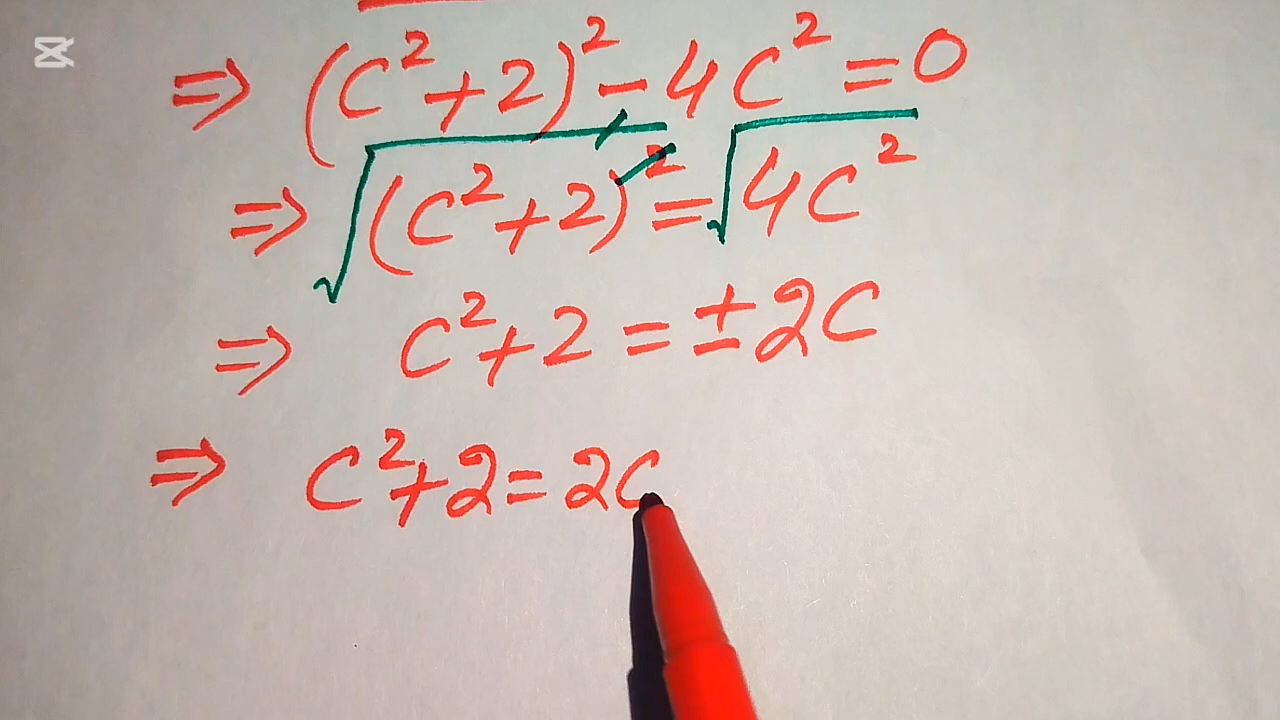 ⇒ (C²+2)² − 4C² = 0
⇒ √(C²+2)² = √4C²
⇒ C²+2 = ±2C
⇒ C²+2 = 2C